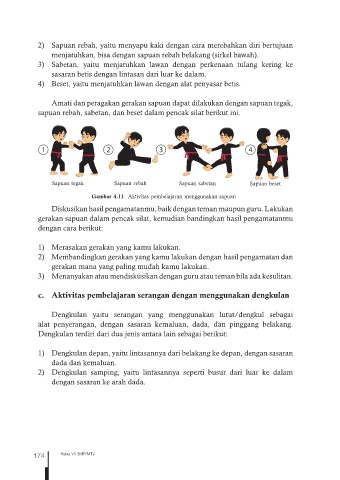 2) Sapuan rebah, yaitu menyapu kaki dengan cara merebahkan diri bertujuan
menjatuhkan, bisa dengan sapuan rebah belakang (sirkel bawah).
3) Sabetan, yaitu menjatuhkan lawan dengan perkenaan tulang kering ke
sasaran betis dengan lintasan dari luar ke dalam.
4) Beset, yaitu menjatuhkan lawan dengan alat penyasar betis.
Amati dan peragakan gerakan sapuan dapat dilakukan dengan sapuan tegak,
sapuan rebah, sabetan, dan beset dalam pencak silat berikut ini.
1 2 3 4
Sapuan tegak Sapuan rebah Sapuan sabetan Sapuan beset
Gambar 4.11 Aktivitas pembelajaran menggunakan sapuan
Diskusikan hasil pengamatanmu, baik dengan teman maupun guru. Lakukan
gerakan sapuan dalam pencak silat, kemudian bandingkan hasil pengamatanmu
dengan cara berikut:
1) Merasakan gerakan yang kamu lakukan.
2) Membandingkan gerakan yang kamu lakukan dengan hasil pengamatan dan
gerakan mana yang paling mudah kamu lakukan.
3) Menanyakan atau mendiskusikan dengan guru atau teman bila ada kesulitan.
c. Aktivitas pembelajaran serangan dengan menggunakan dengkulan
Dengkulan yaitu serangan yang menggunakan lutut/dengkul sebagai
alat penyerangan, dengan sasaran kemaluan, dada, dan pinggang belakang.
Dengkulan terdiri dari dua jenis antara lain sebagai berikut:
1) Dengkulan depan, yaitu lintasannya dari belakang ke depan, dengan sasaran
dada dan kemaluan.
2) Dengkulan samping, yaitu lintasannya seperti busur dari luar ke dalam
dengan sasaran ke arah dada.
174 Kelas VII SMP/MTs